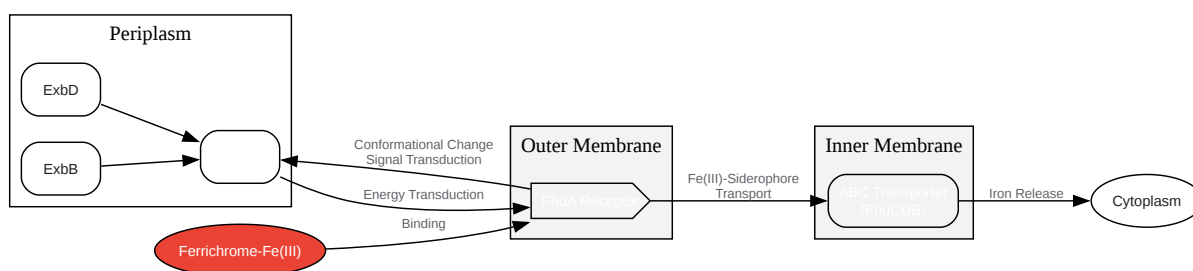 Periplasm
ExbD
ExbB
Conformational Change
Signal Transduction
Energy Transduction
Binding
Ferrichrome-Fe(III)
Outer Membrane
FhuA Receptor
Fe(III)-Siderophore
Transport
Inner Membrane
ABC Transporter
(FhuCDB)
Iron Release
Cytoplasm